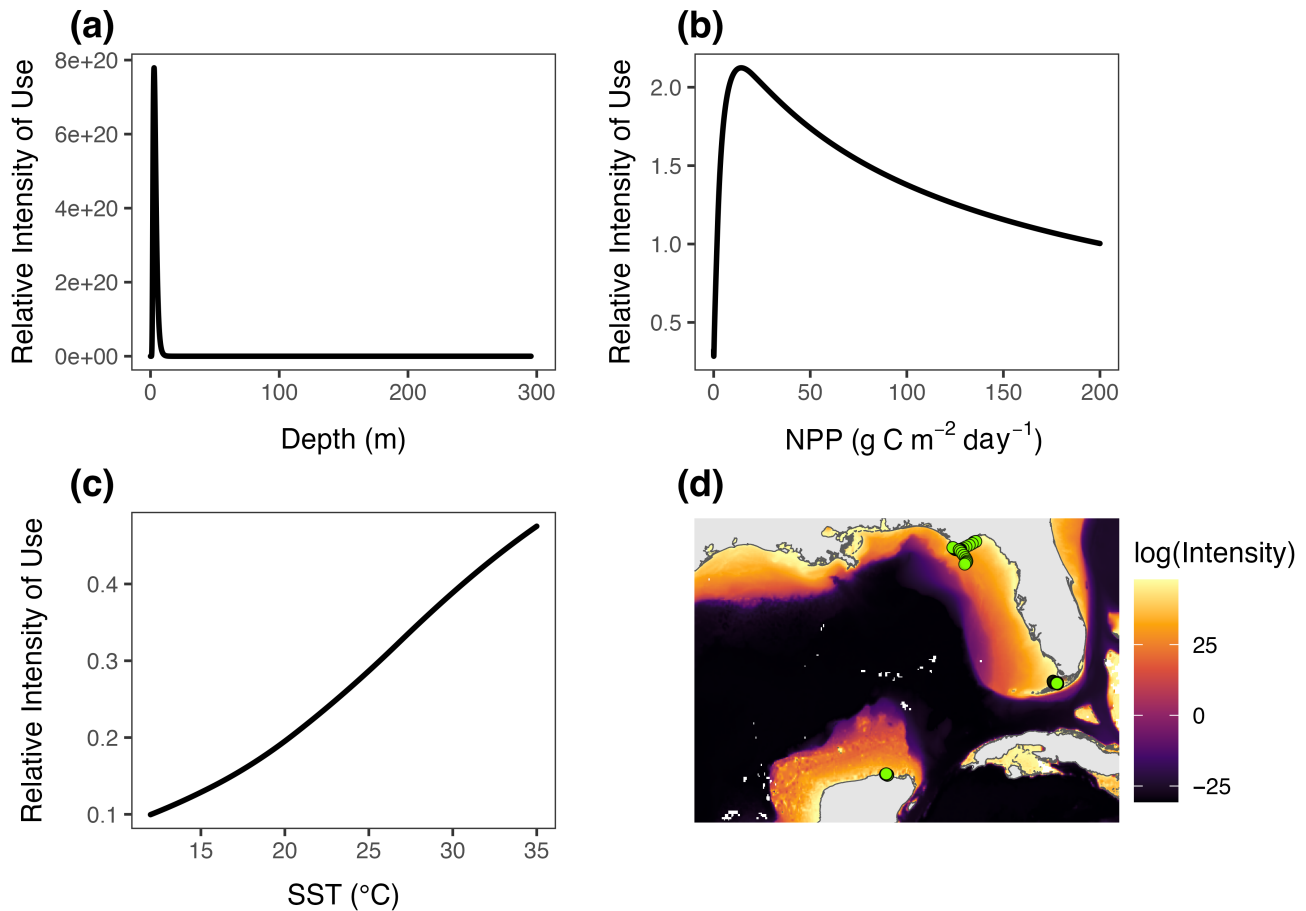 (a)
Relative Intensity of Use
8e+20
6e+20
4e+20
2e+20
0e+00
0 100 200 300
Depth (m)
(b)
Relative Intensity of Use
2.0
1.5
1.0
0.5
0 50 100 150 200
NPP (g C m⁻² day⁻¹)
(c)
Relative Intensity of Use
0.4
0.3
0.2
0.1
15 20 25 30 35
SST (°C)
(d)
log(Intensity)
25
0
−25